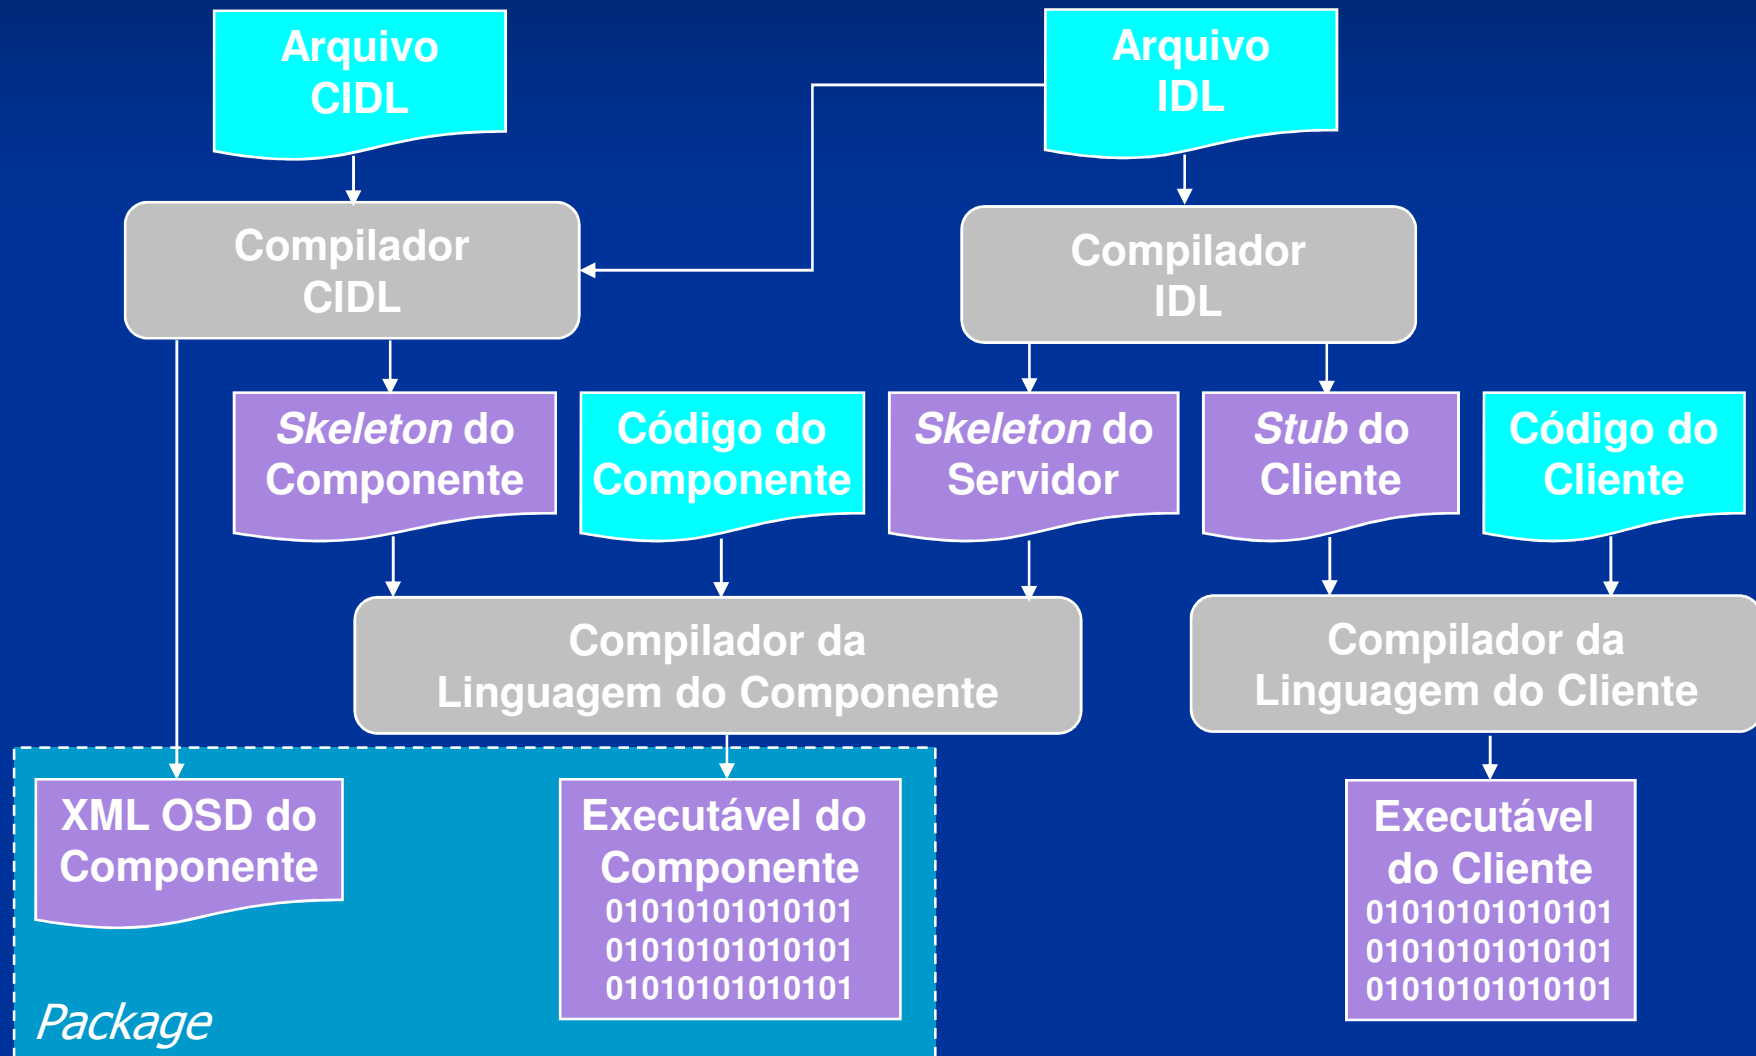 Arquivo
CIDL
Arquivo
IDL
Compilador
CIDL
Compilador
IDL
Skeleton do
Componente
Código do
Componente
Skeleton do
Servidor
Stub do
Cliente
Código do
Cliente
Compilador da
Linguagem do Componente
Compilador da
Linguagem do Cliente
XML OSD do
Componente
Executável do
Componente
01010101010101
01010101010101
01010101010101
Executável
do Cliente
01010101010101
01010101010101
01010101010101
Package